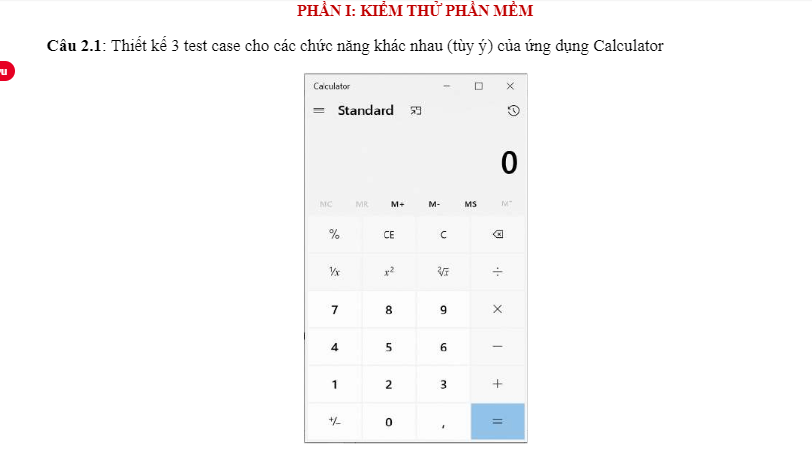 PHẦN I: KIỂM THỬ PHẦN MỀM
Câu 2.1: Thiết kế 3 test case cho các chức năng khác nhau (tùy ý) của ứng dụng Calculator
Calculator
Standard
0
MC MR M+ M- MS M˅
% CE C
¹/x x² ²√x ÷
7 8 9 ×
4 5 6 −
1 2 3 +
+/− 0 , =